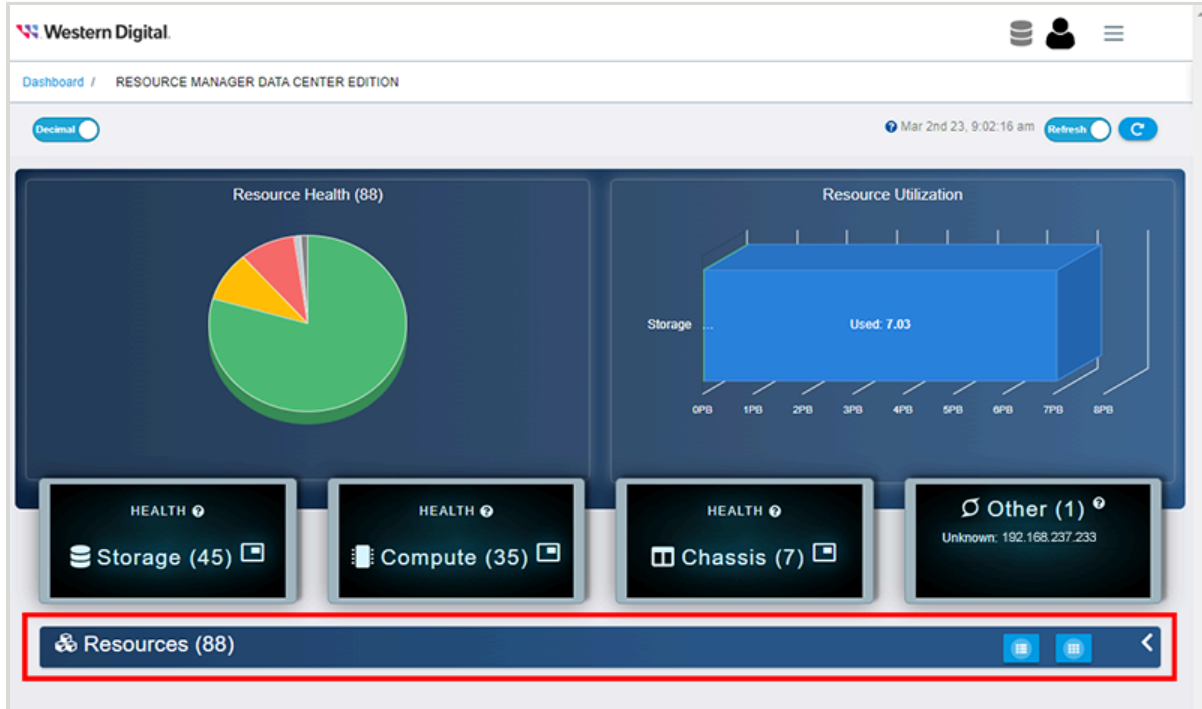 Western Digital.
Dashboard / RESOURCE MANAGER DATA CENTER EDITION
Decimal
Mar 2nd 23, 9:02:16 am Refresh
Resource Health (88)
Resource Utilization
Storage ...
Used: 7.03
0PB 1PB 2PB 3PB 4PB 5PB 6PB 7PB 8PB
HEALTH ?
Storage (45)
HEALTH ?
Compute (35)
HEALTH ?
Chassis (7)
Other (1) ?
Unknown: 192.168.237.233
Resources (88)